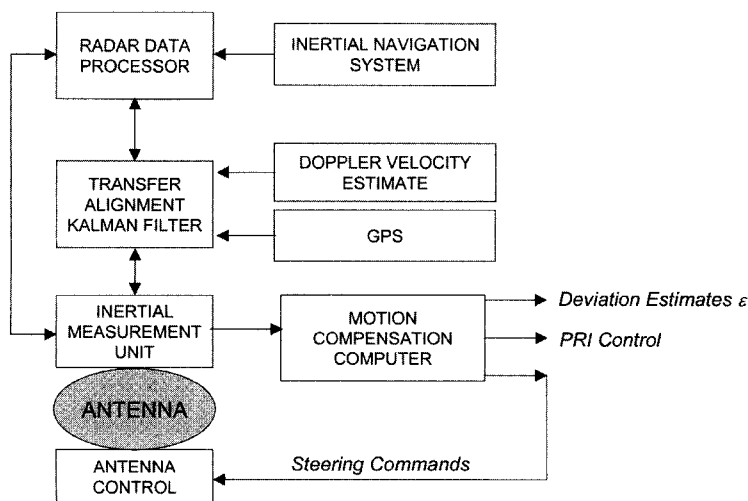 RADAR DATA
PROCESSOR
INERTIAL NAVIGATION
SYSTEM
TRANSFER
ALIGNMENT
KALMAN FILTER
DOPPLER VELOCITY
ESTIMATE
GPS
INERTIAL
MEASUREMENT
UNIT
MOTION
COMPENSATION
COMPUTER
Deviation Estimates ε
PRI Control
ANTENNA
ANTENNA
CONTROL
Steering Commands